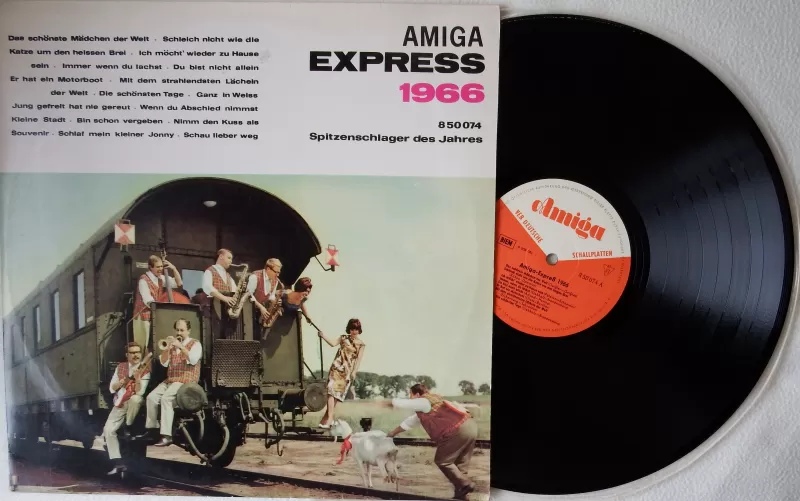 Das schönste Mädchen der Welt · Schleich nicht wie die
Katze um den heissen Brei · Ich möcht' wieder zu Hause
sein · Immer wenn du lachst · Du bist nicht allein
Er hat ein Motorboot · Mit dem strahlendsten Lächeln
der Welt · Die schönsten Tage · Ganz in Weiss
Jung gefreit hat nie gereut · Wenn du Abschied nimmst
Kleine Stadt · Bin schon vergeben · Nimm den Kuss als
Souvenir · Schlaf mein kleiner Jonny · Schau lieber weg
AMIGA
EXPRESS
1966
850074
Spitzenschlager des Jahres
Amiga
VEB DEUTSCHE
SCHALLPLATTEN
Amiga-Expreß 1966
850074 A